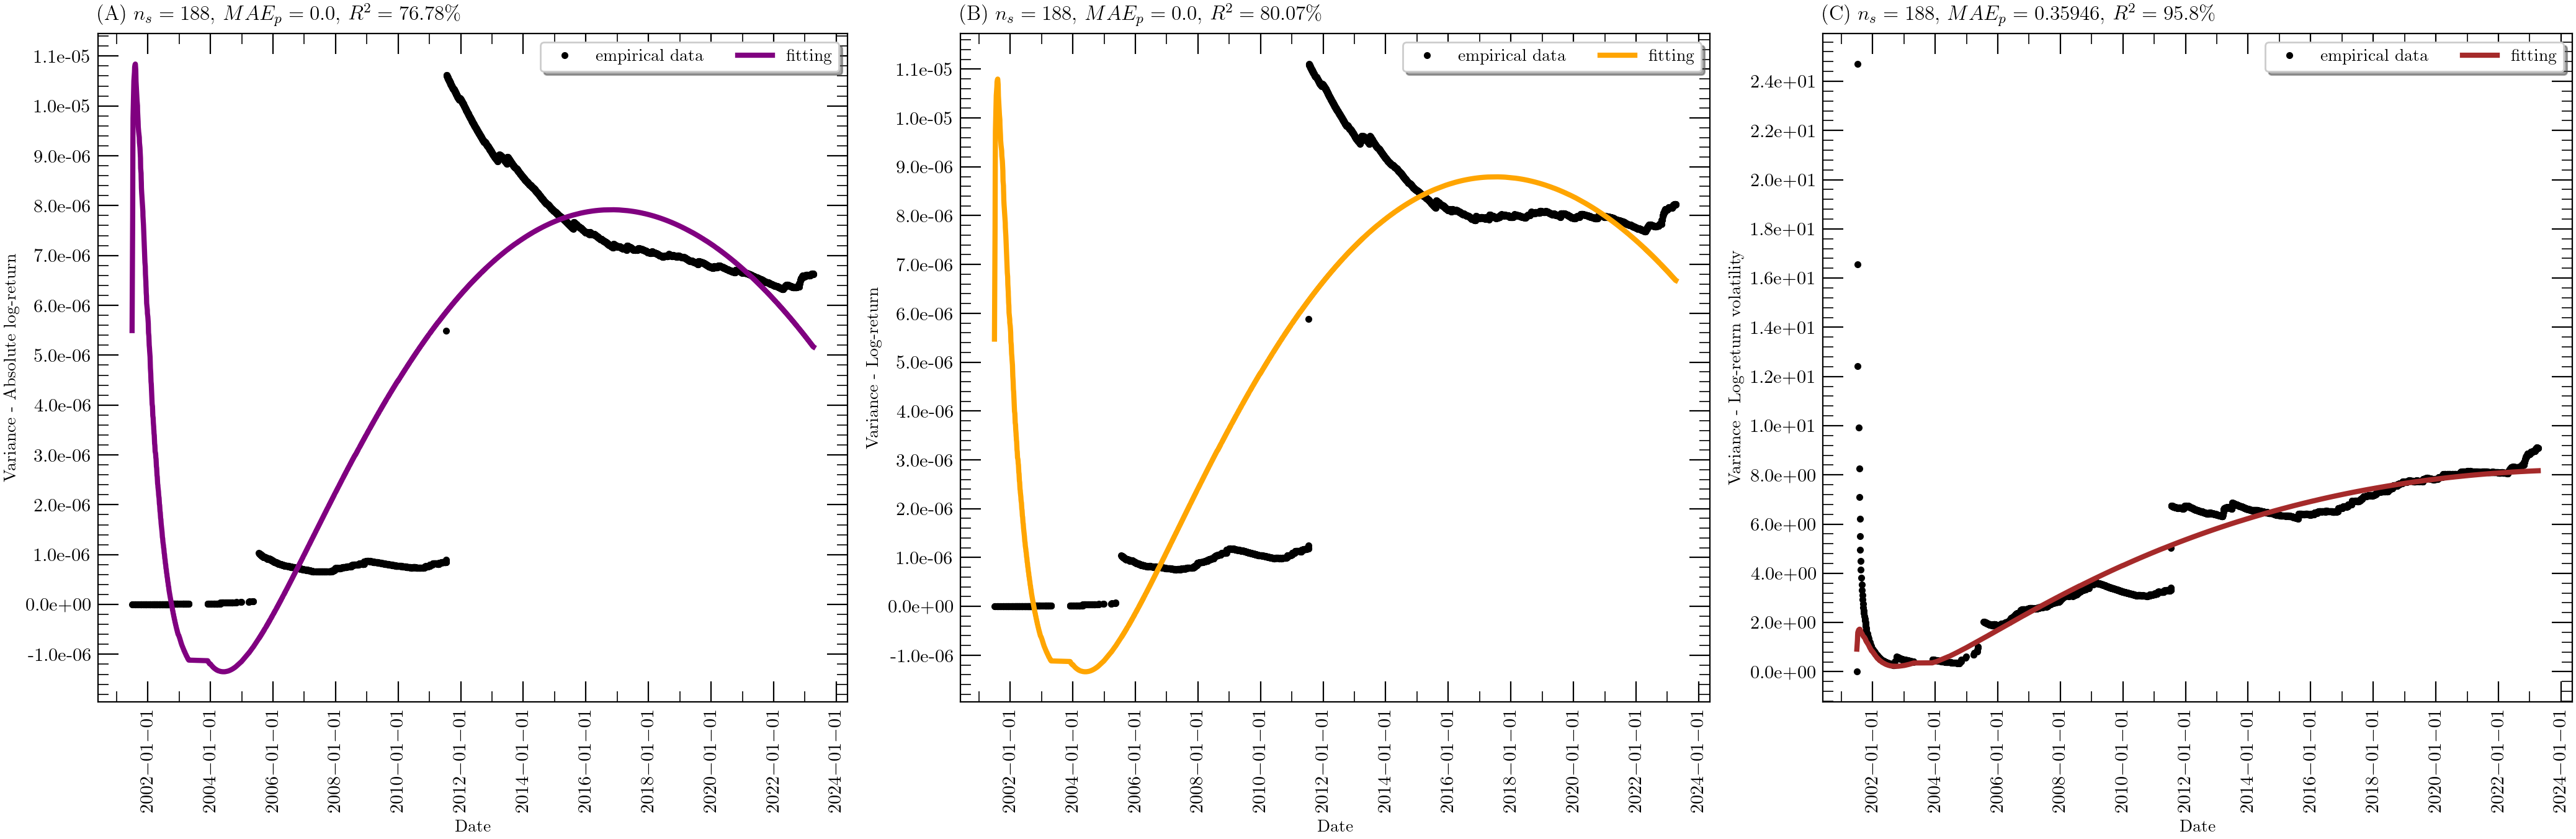 (A) n_s = 188, MAE_p = 0.0, R² = 76.78%
empirical data fitting
1.1e-05
1.0e-05
9.0e-06
8.0e-06
7.0e-06
6.0e-06
5.0e-06
4.0e-06
3.0e-06
2.0e-06
1.0e-06
0.0e+00
-1.0e-06
Variance - Absolute log-return
2002−01−01
2004−01−01
2006−01−01
2008−01−01
2010−01−01
2012−01−01
2014−01−01
2016−01−01
2018−01−01
2020−01−01
2022−01−01
2024−01−01
Date
(B) n_s = 188, MAE_p = 0.0, R² = 80.07%
empirical data fitting
1.1e-05
1.0e-05
9.0e-06
8.0e-06
7.0e-06
6.0e-06
5.0e-06
4.0e-06
3.0e-06
2.0e-06
1.0e-06
0.0e+00
-1.0e-06
Variance - Log-return
2002−01−01
2004−01−01
2006−01−01
2008−01−01
2010−01−01
2012−01−01
2014−01−01
2016−01−01
2018−01−01
2020−01−01
2022−01−01
2024−01−01
Date
(C) n_s = 188, MAE_p = 0.35946, R² = 95.8%
empirical data fitting
2.4e+01
2.2e+01
2.0e+01
1.8e+01
1.6e+01
1.4e+01
1.2e+01
1.0e+01
8.0e+00
6.0e+00
4.0e+00
2.0e+00
0.0e+00
Variance - Log-return volatility
2002−01−01
2004−01−01
2006−01−01
2008−01−01
2010−01−01
2012−01−01
2014−01−01
2016−01−01
2018−01−01
2020−01−01
2022−01−01
2024−01−01
Date